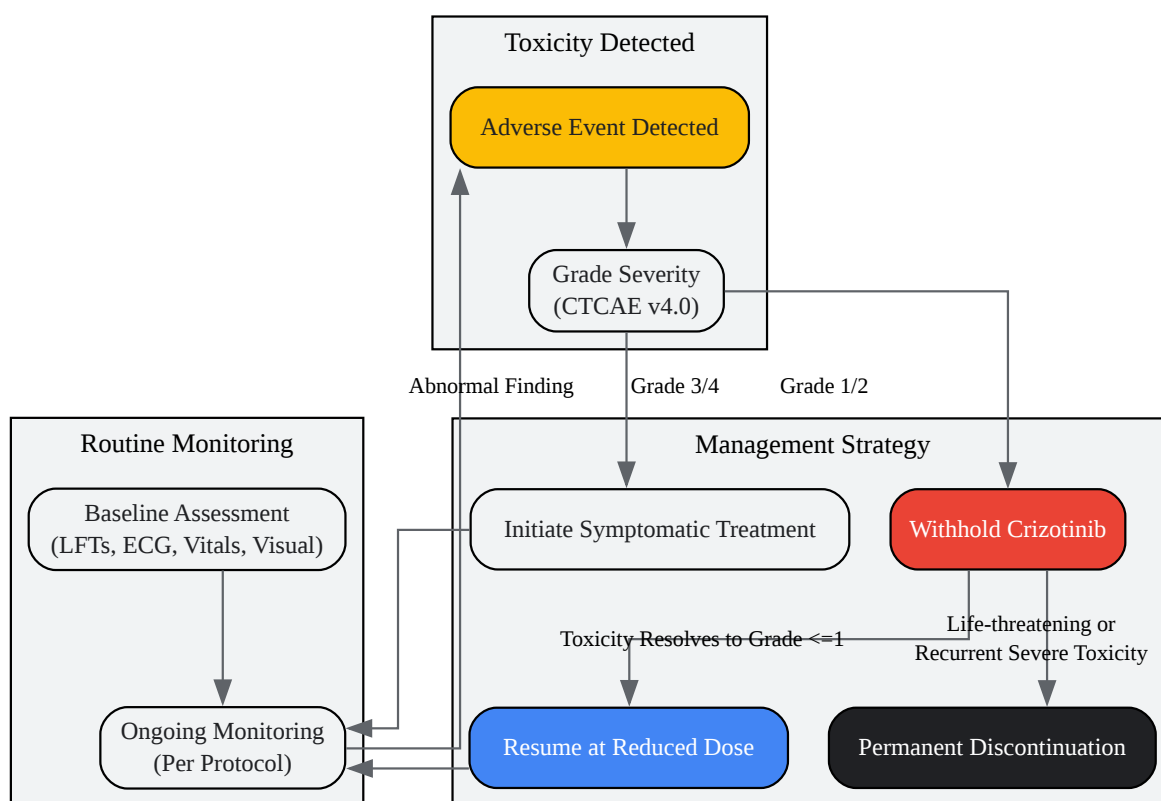 Toxicity Detected
Adverse Event Detected
Grade Severity
(CTCAE v4.0)
Abnormal Finding
Grade 3/4
Grade 1/2
Routine Monitoring
Management Strategy
Baseline Assessment
(LFTs, ECG, Vitals, Visual)
Initiate Symptomatic Treatment
Withhold Crizotinib
Toxicity Resolves to Grade <=1
Life-threatening or
Recurrent Severe Toxicity
Ongoing Monitoring
(Per Protocol)
Resume at Reduced Dose
Permanent Discontinuation